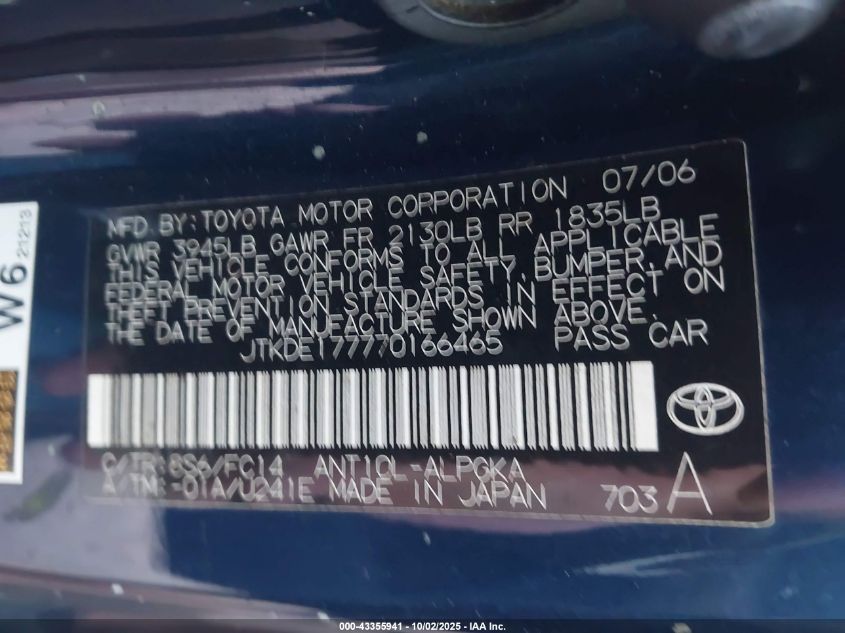 MFD BY:TOYOTA MOTOR CORPORATION 07/06
GVWR 3945LB GAWR FR 2130LB RR 1835LB
THIS VEHICLE CONFORMS TO ALL APPLICABLE
FEDERAL MOTOR VEHICLE SAFETY, BUMPER, AND
THEFT PREVENTION STANDARDS IN EFFECT ON
THE DATE OF MANUFACTURE SHOWN ABOVE.
JTKDE177770166465 PASS CAR
C/TR:8S6/FC14 ANT10L-ALPGKA
A/TM:-01A/U241E MADE IN JAPAN 703 A
W6
21213
000-43355941 - 10/02/2025 - IAA Inc.